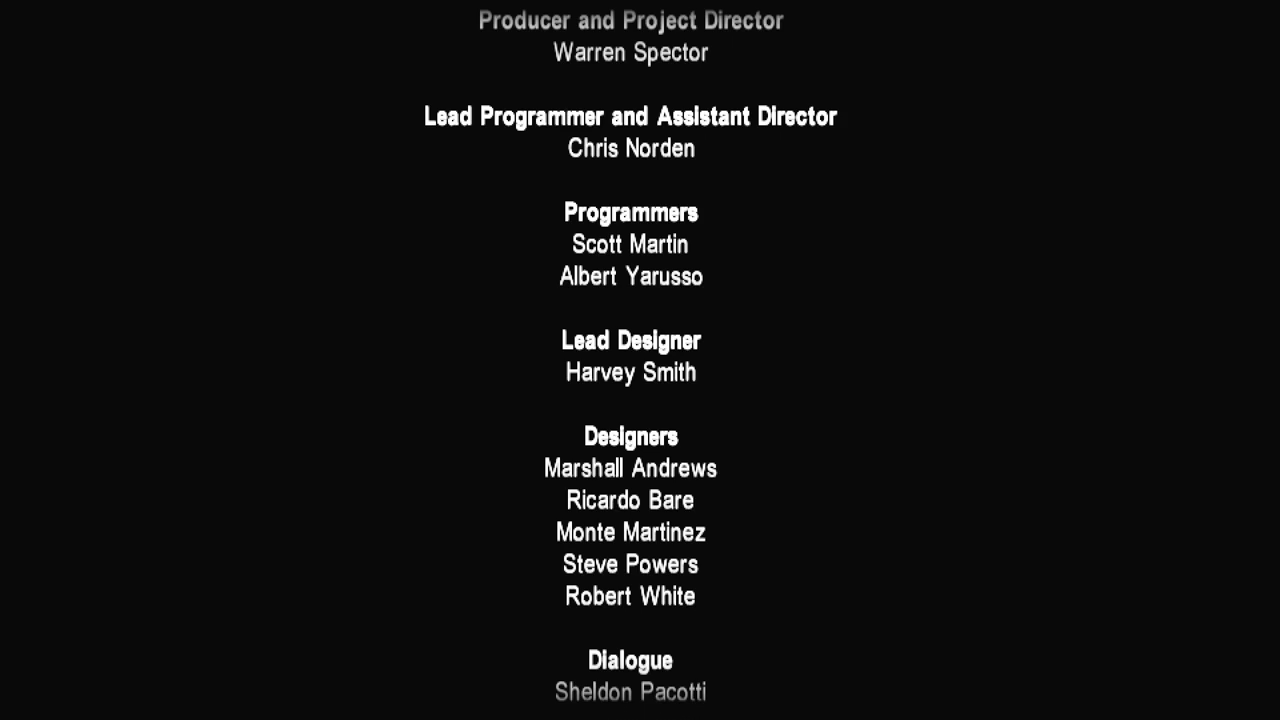 Producer and Project Director
Warren Spector
Lead Programmer and Assistant Director
Chris Norden
Programmers
Scott Martin
Albert Yarusso
Lead Designer
Harvey Smith
Designers
Marshall Andrews
Ricardo Bare
Monte Martinez
Steve Powers
Robert White
Dialogue
Sheldon Pacotti